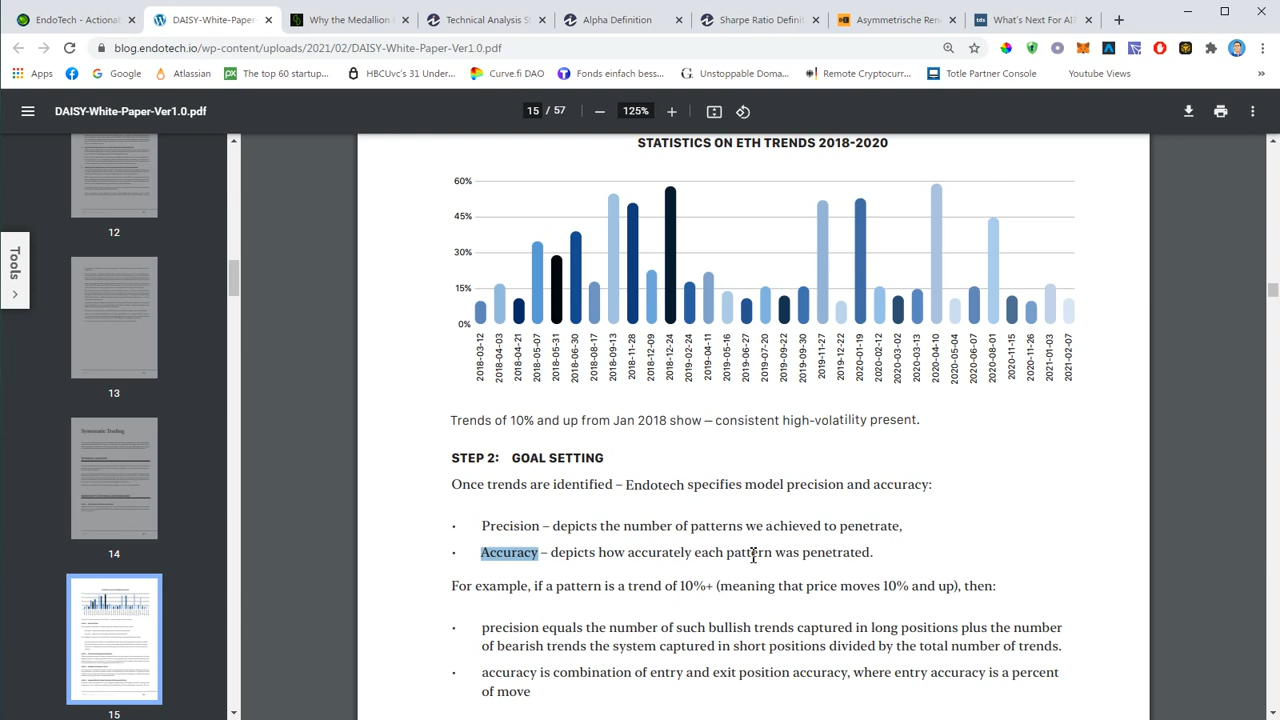 EndoTech - Actiona
DAISY-White-Paper-
Why the Medallion I
Technical Analysis S
Alpha Definition
Sharpe Ratio Defini
Asymmetrische Ren
What's Next For AI?
blog.endotech.io/wp-content/uploads/2021/02/DAISY-White-Paper-Ver1.0.pdf
Apps
Google
Atlassian
The top 60 startup...
HBCUvc's 31 Under...
Curve.fi DAO
Fonds einfach bess...
Unstoppable Doma...
Remote Cryptocurr...
Totle Partner Console
Youtube Views
DAISY-White-Paper-Ver1.0.pdf
15 / 57
125%
Tools
12
13
Systematic Trading
14
15
STATISTICS ON ETH TRENDS 2018-2020
60%
45%
30%
15%
0%
2018-03-12
2018-04-03
2018-04-21
2018-05-07
2018-05-31
2018-06-30
2018-08-17
2018-09-13
2018-11-28
2018-12-09
2018-12-24
2019-02-24
2019-04-11
2019-05-16
2019-06-27
2019-07-20
2019-09-22
2019-09-30
2019-11-27
2019-12-22
2020-01-19
2020-02-12
2020-03-02
2020-03-13
2020-04-10
2020-05-04
2020-06-07
2020-08-01
2020-11-15
2020-11-26
2021-01-03
2021-02-07
Trends of 10% and up from Jan 2018 show – consistent high-volatility present.
STEP 2: GOAL SETTING
Once trends are identified – Endotech specifies model precision and accuracy:
· Precision – depicts the number of patterns we achieved to penetrate,
· Accuracy – depicts how accurately each pattern was penetrated.
For example, if a pattern is a trend of 10%+ (meaning that price moves 10% and up), then:
· precision equals the number of such bullish trends captured in long positions plus the number
of bearish trends the system captured in short positions divided by the total number of trends.
· accuracy is combination of entry and exit position accuracy, where entry accuracy is a percent
of move